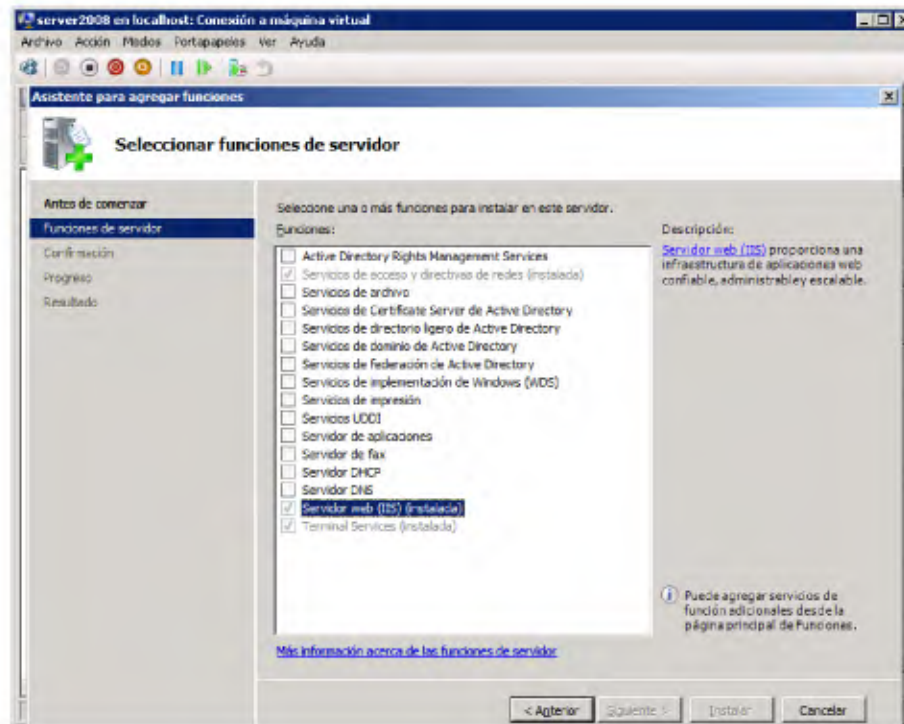 server2008 en localhost: Conexión a máquina virtual
Archivo Acción Medios Portapapeles Ver Ayuda
Asistente para agregar funciones
Seleccionar funciones de servidor
Antes de comenzar
Funciones de servidor
Confirmación
Progreso
Resultado
Seleccione una o más funciones para instalar en este servidor.
Funciones:
Active Directory Rights Management Services
Servicios de acceso y directivas de redes (instalada)
Servicios de archivo
Servicios de Certificate Server de Active Directory
Servicios de directorio ligero de Active Directory
Servicios de dominio de Active Directory
Servicios de federación de Active Directory
Servicios de implementación de Windows (WDS)
Servicios de impresión
Servicios UDDI
Servidor de aplicaciones
Servidor de fax
Servidor DHCP
Servidor DNS
Servidor web (IIS) (instalada)
Terminal Services (instalada)
Más información acerca de las funciones de servidor
Descripción:
Servidor web (IIS) proporciona una
infraestructura de aplicaciones web
confiable, administrable y escalable.
Puede agregar servicios de
función adicionales desde la
página principal de Funciones.
< Anterior Siguiente > Instalar Cancelar